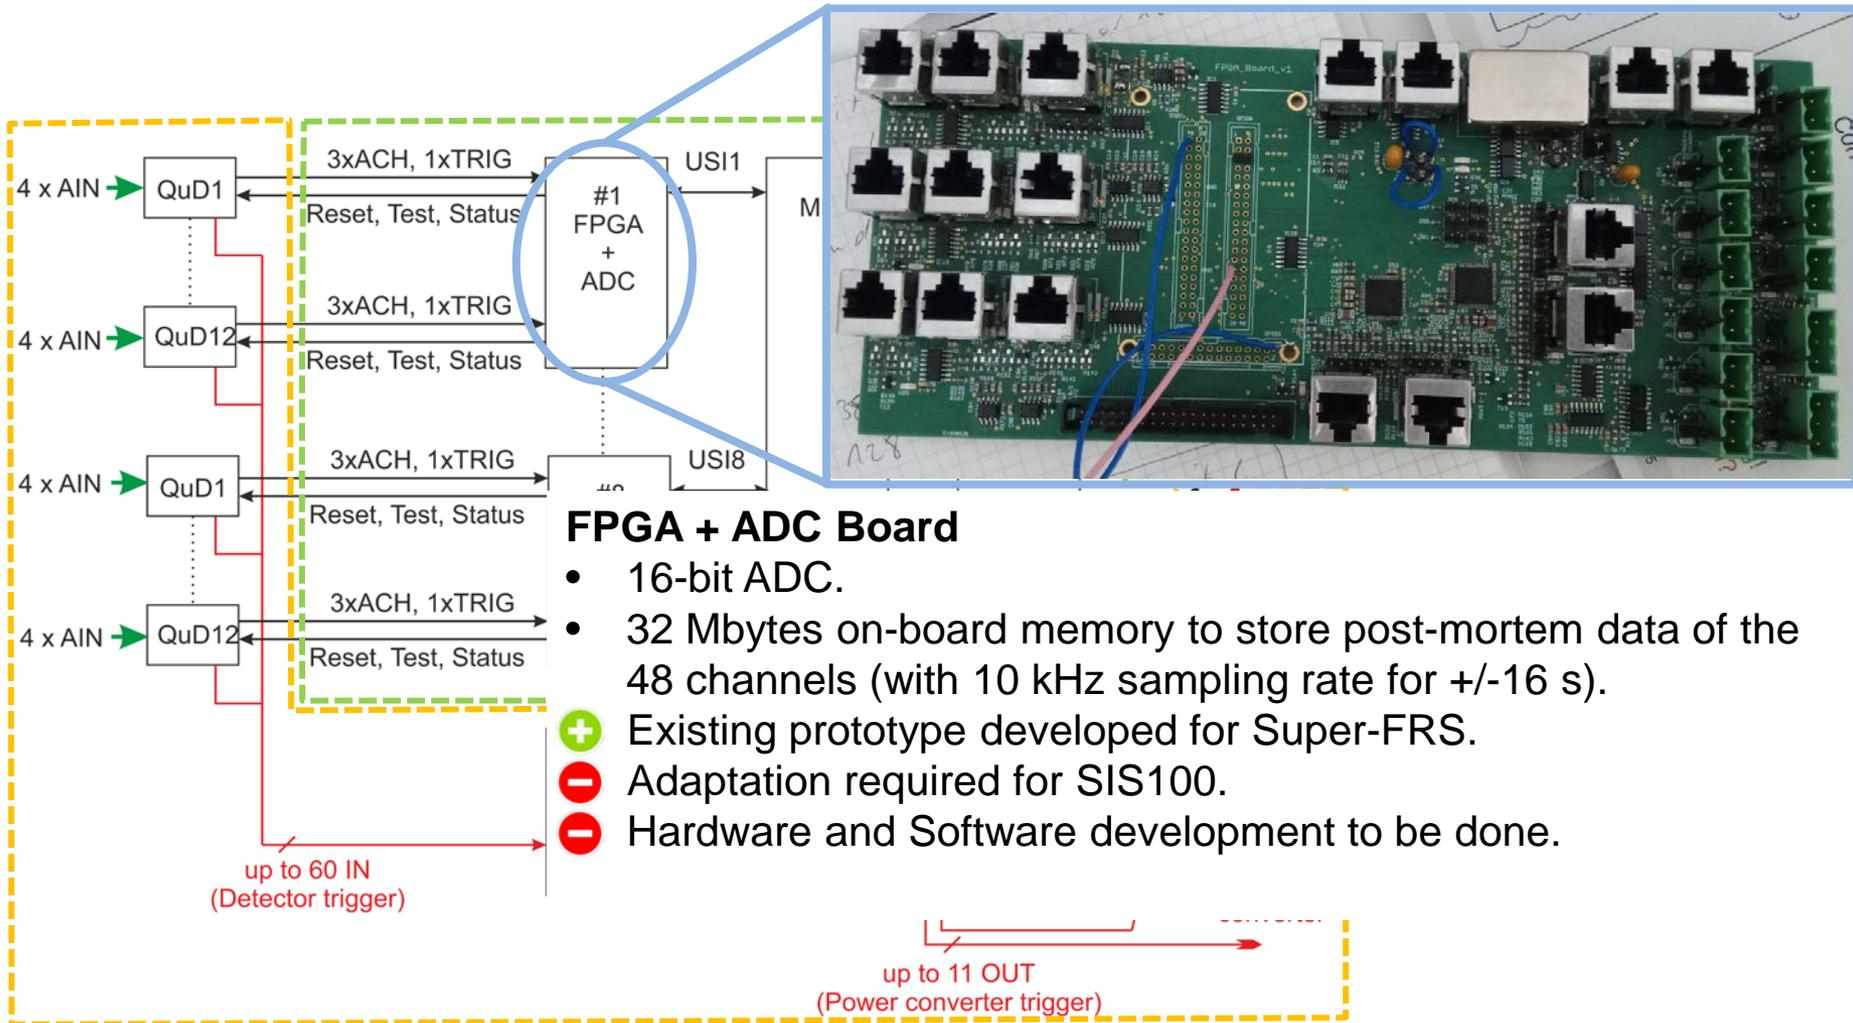 4 x AIN
QuD1
3xACH, 1xTRIG
Reset, Test, Status
#1
FPGA
+
ADC
USI1
M
FPGM_Board_v1
4 x AIN
QuD12
3xACH, 1xTRIG
Reset, Test, Status
128
4 x AIN
QuD1
3xACH, 1xTRIG
Reset, Test, Status
USI8
4 x AIN
QuD12
3xACH, 1xTRIG
Reset, Test, Status
FPGA + ADC Board
• 16-bit ADC.
• 32 Mbytes on-board memory to store post-mortem data of the
48 channels (with 10 kHz sampling rate for +/-16 s).
Existing prototype developed for Super-FRS.
Adaptation required for SIS100.
Hardware and Software development to be done.
up to 60 IN
(Detector trigger)
up to 11 OUT
(Power converter trigger)